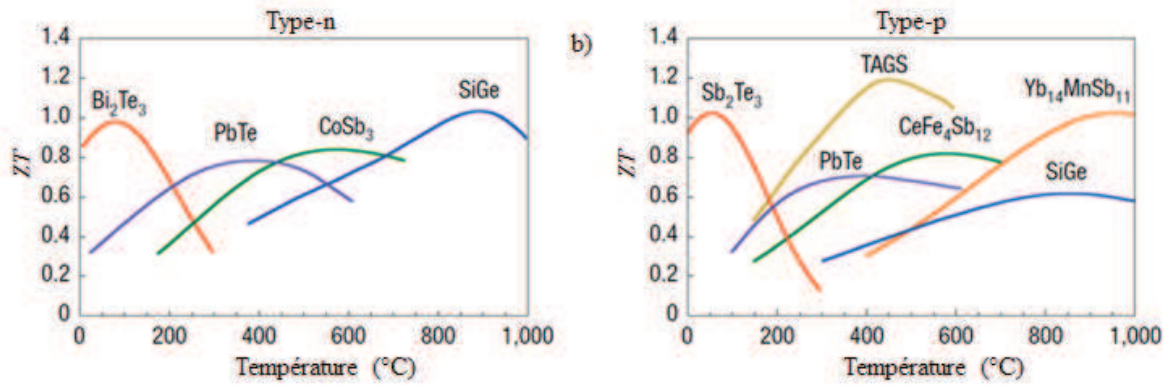 Type-n
1.4
1.2
1.0
0.8
0.6
0.4
0.2
0
ZT
Bi2Te3
PbTe
CoSb3
SiGe
0 200 400 600 800 1,000
Température (°C)
b)
Type-p
1.4
1.2
1.0
0.8
0.6
0.4
0.2
0
ZT
Sb2Te3
TAGS
PbTe
CeFe4Sb12
Yb14MnSb11
SiGe
0 200 400 600 800 1,000
Température (°C)